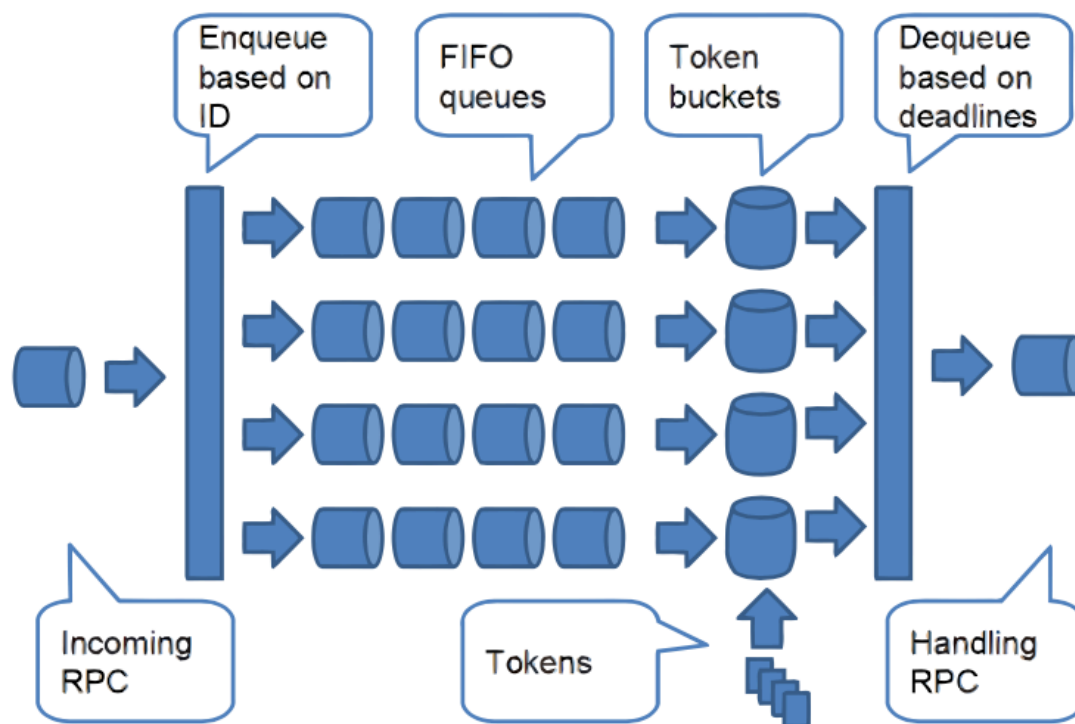 Enqueue
based on
ID
FIFO
queues
Token
buckets
Dequeue
based on
deadlines
Incoming
RPC
Tokens
Handling
RPC